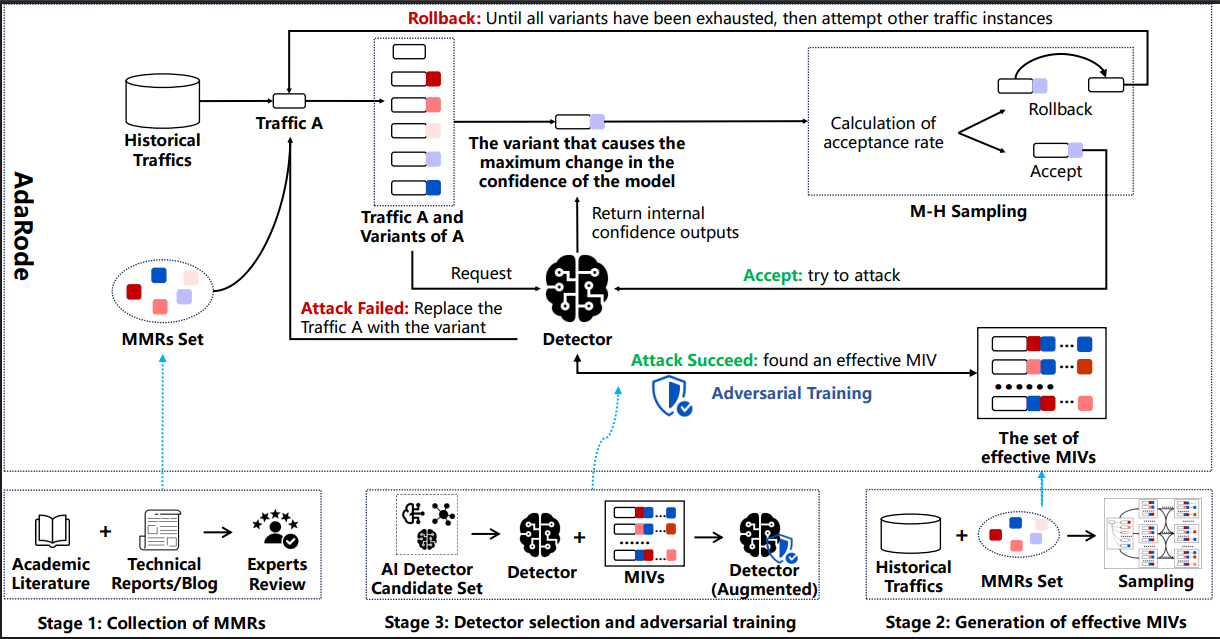 Rollback: Until all variants have been exhausted, then attempt other traffic instances
AdaRode
Historical
Traffics
Traffic A
Traffic A and
Variants of A
The variant that causes the
maximum change in the
confidence of the model
Calculation of
acceptance rate
Rollback
Accept
M-H Sampling
Return internal
confidence outputs
Request
Accept: try to attack
Attack Failed: Replace the
Traffic A with the variant
Detector
MMRs Set
Attack Succeed: found an effective MIV
Adversarial Training
The set of
effective MIVs
Academic
Literature
+
Technical
Reports/Blog
Experts
Review
Stage 1: Collection of MMRs
AI Detector
Candidate Set
Detector
+
MIVs
Detector
(Augmented)
Stage 3: Detector selection and adversarial training
Historical
Traffics
+
MMRs Set
Sampling
Stage 2: Generation of effective MIVs